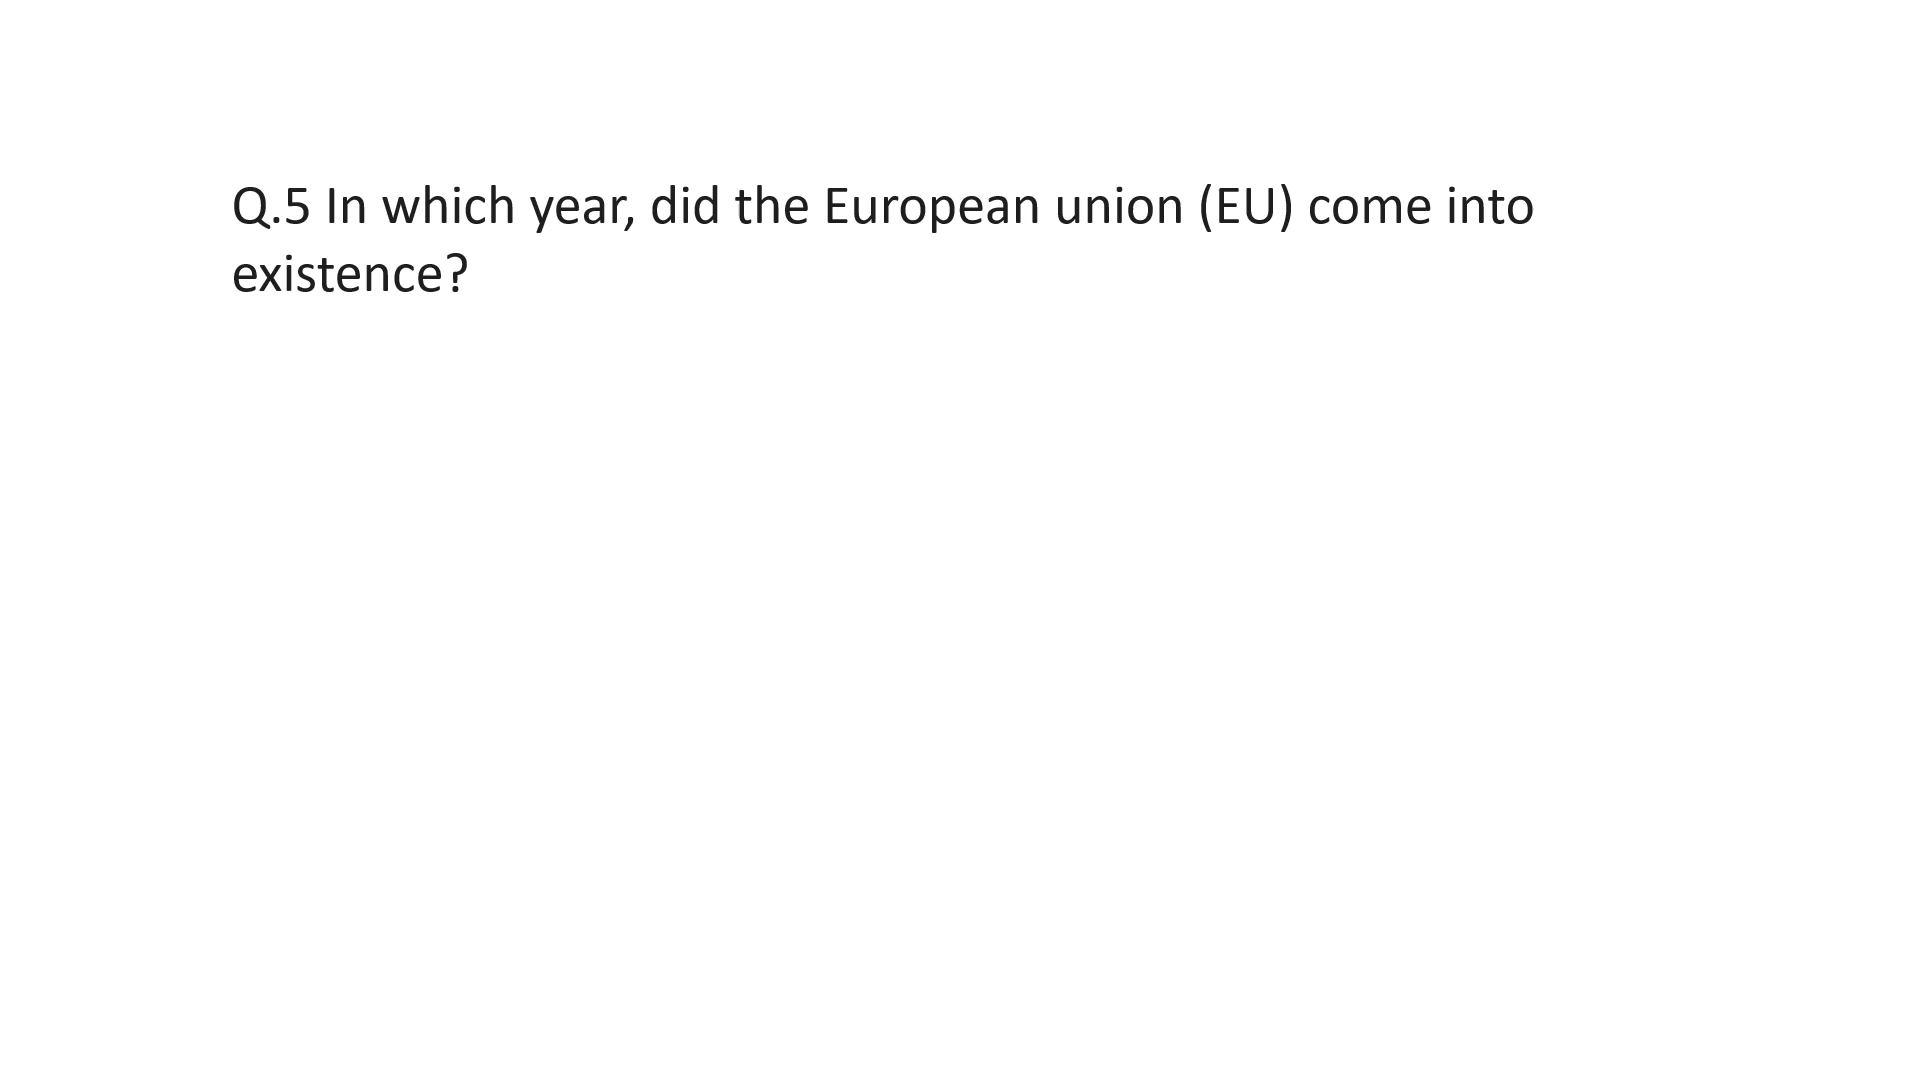 Q.5 In which year, did the European union (EU) come into
existence?